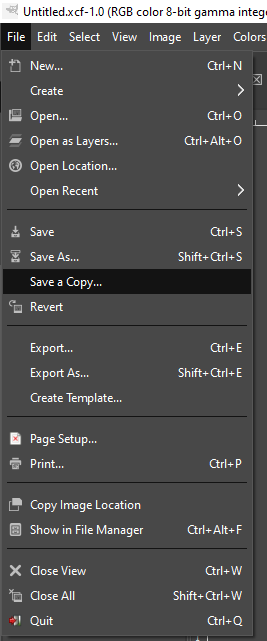 Untitled.xcf-1.0 (RGB color 8-bit gamma intege
File Edit Select View Image Layer Colors
New... Ctrl+N
Create
Open... Ctrl+O
Open as Layers... Ctrl+Alt+O
Open Location...
Open Recent
Save Ctrl+S
Save As... Shift+Ctrl+S
Save a Copy...
Revert
Export... Ctrl+E
Export As... Shift+Ctrl+E
Create Template...
Page Setup...
Print... Ctrl+P
Copy Image Location
Show in File Manager Ctrl+Alt+F
Close View Ctrl+W
Close All Shift+Ctrl+W
Quit Ctrl+Q